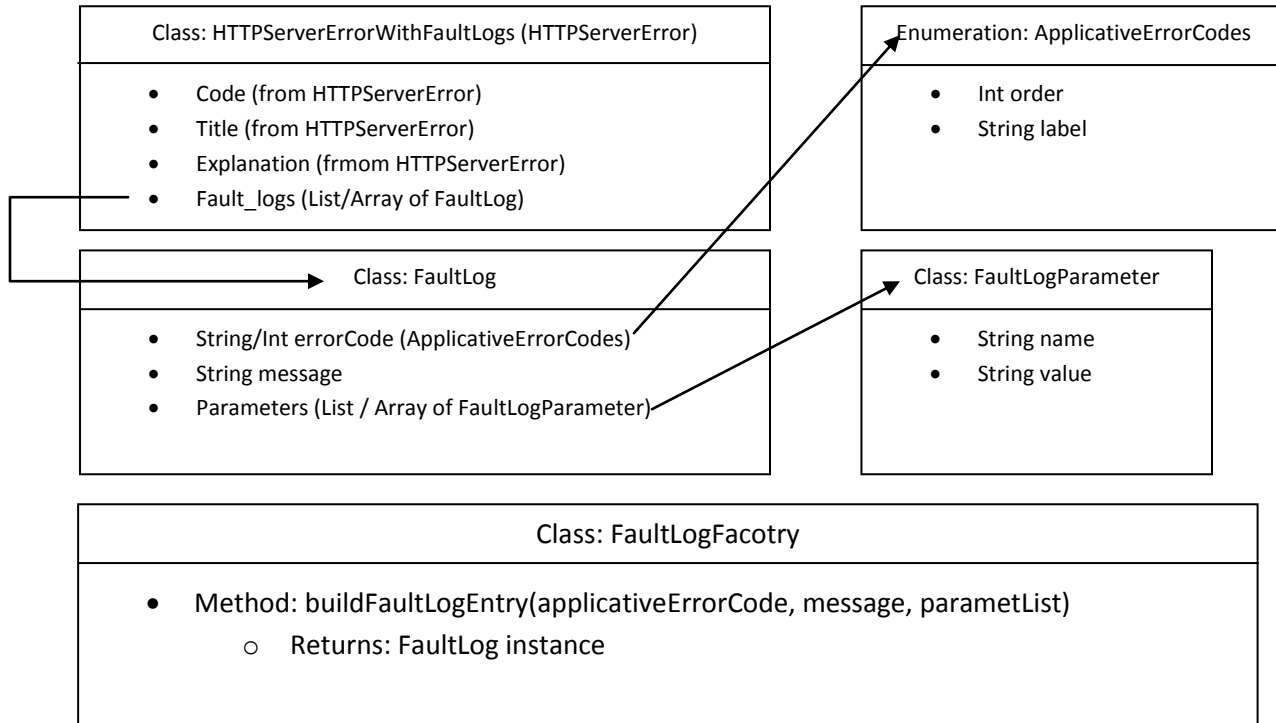 Class: HTTPServerErrorWithFaultLogs (HTTPServerError)
• Code (from HTTPServerError)
• Title (from HTTPServerError)
• Explanation (frmom HTTPServerError)
• Fault_logs (List/Array of FaultLog)
Enumeration: ApplicativeErrorCodes
• Int order
• String label
Class: FaultLog
• String/Int errorCode (ApplicativeErrorCodes)
• String message
• Parameters (List / Array of FaultLogParameter)
Class: FaultLogParameter
• String name
• String value
Class: FaultLogFacotry
• Method: buildFaultLogEntry(applicativeErrorCode, message, parametList)
o Returns: FaultLog instance